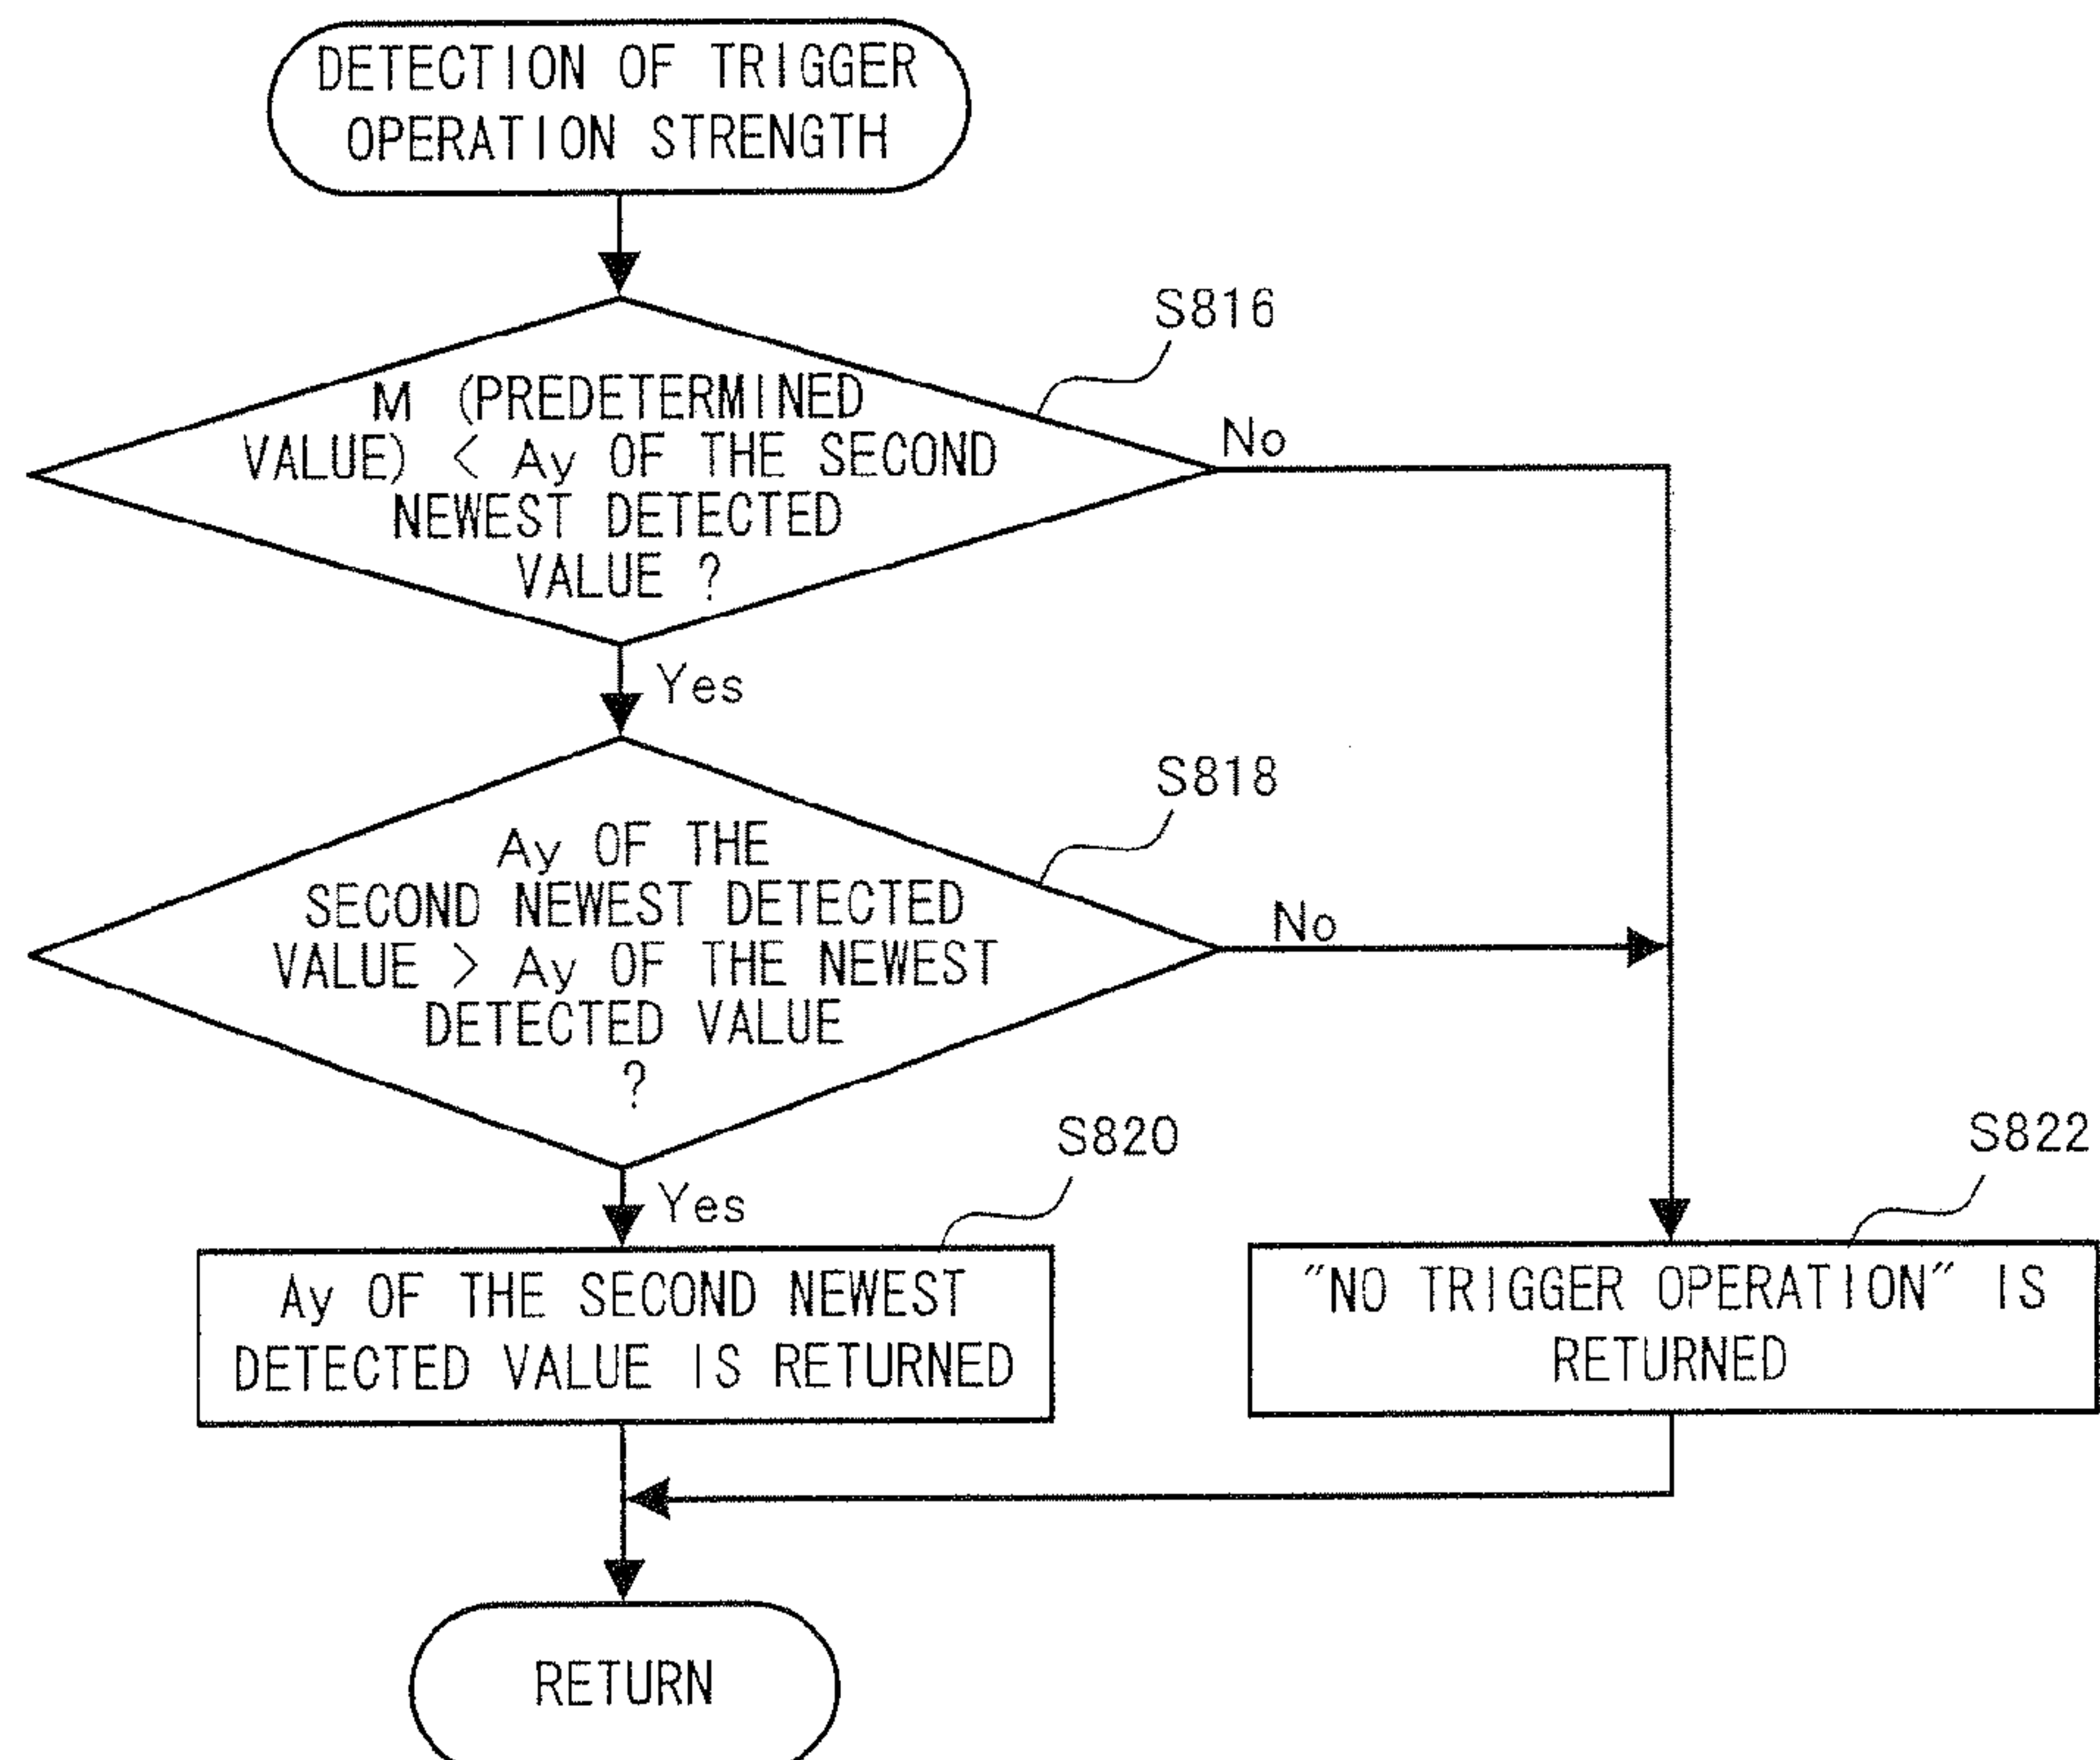 DETECTION OF TRIGGER
OPERATION STRENGTH
S816
M (PREDETERMINED
VALUE) < Ay OF THE SECOND
NEWEST DETECTED
VALUE ?
No
Yes
S818
Ay OF THE
SECOND NEWEST DETECTED
VALUE > Ay OF THE NEWEST
DETECTED VALUE
?
No
Yes
S820
S822
Ay OF THE SECOND NEWEST
DETECTED VALUE IS RETURNED
"NO TRIGGER OPERATION" IS
RETURNED
RETURN